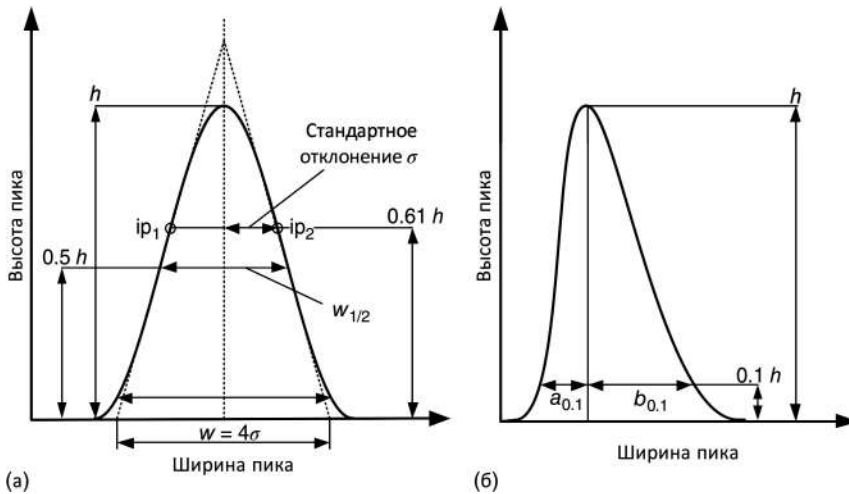 Высота пика
h
Стандартное
отклонение σ
ip₁
ip₂
0.61 h
0.5 h
w₁/₂
w = 4σ
Ширина пика
(а)
Высота пика
h
0.1 h
a₀.₁
b₀.₁
Ширина пика
(б)